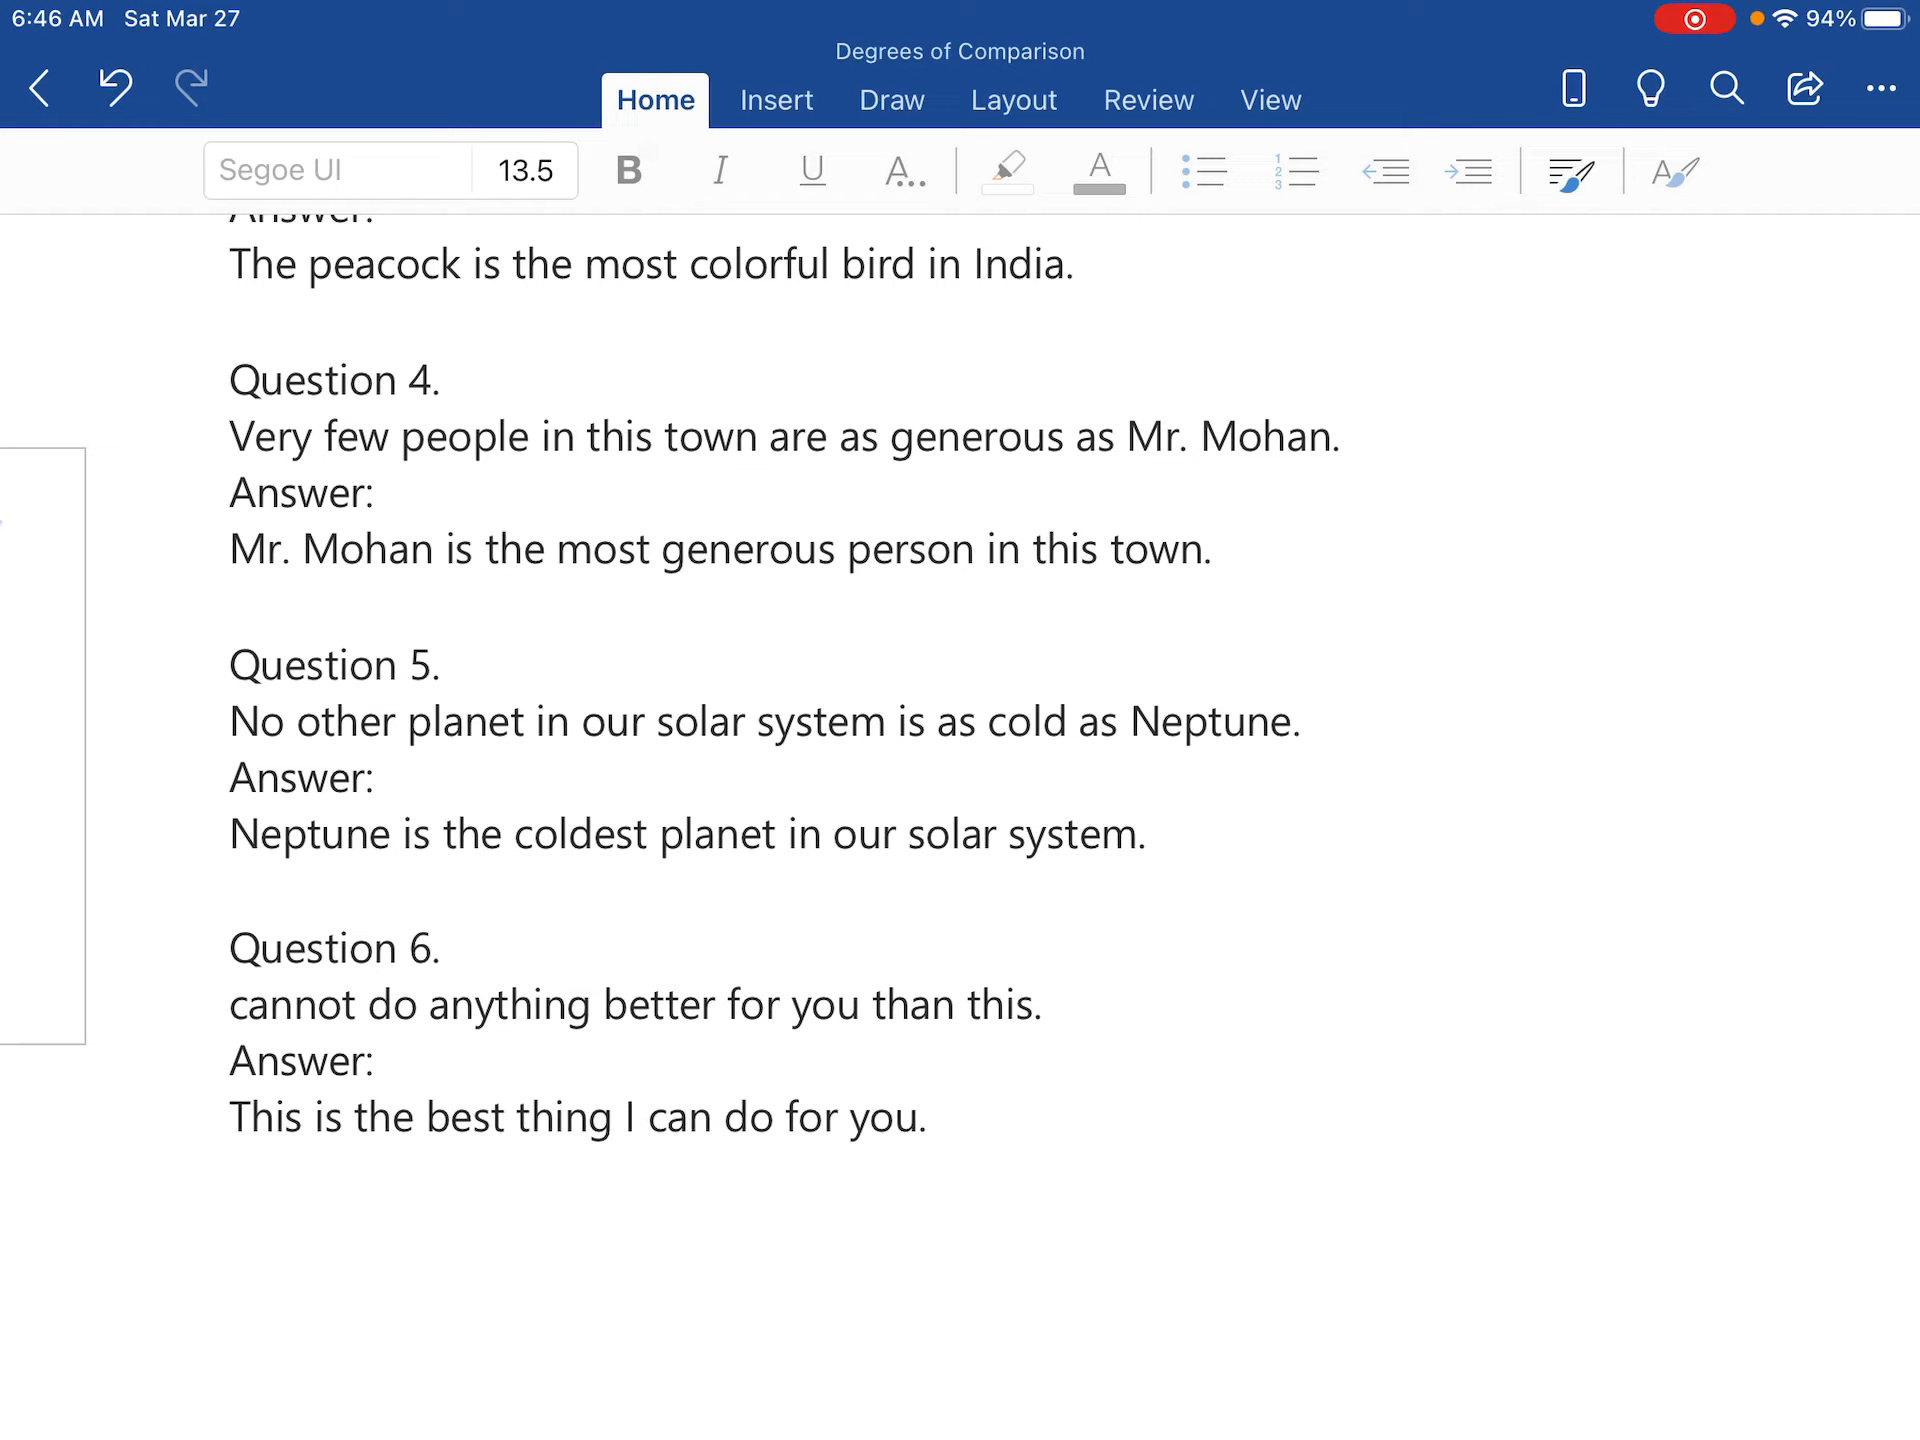 6:46 AM Sat Mar 27
94%
Degrees of Comparison
Home Insert Draw Layout Review View
Segoe UI 13.5 B I U A... A
Answer:
The peacock is the most colorful bird in India.
Question 4.
Very few people in this town are as generous as Mr. Mohan.
Answer:
Mr. Mohan is the most generous person in this town.
Question 5.
No other planet in our solar system is as cold as Neptune.
Answer:
Neptune is the coldest planet in our solar system.
Question 6.
cannot do anything better for you than this.
Answer:
This is the best thing I can do for you.